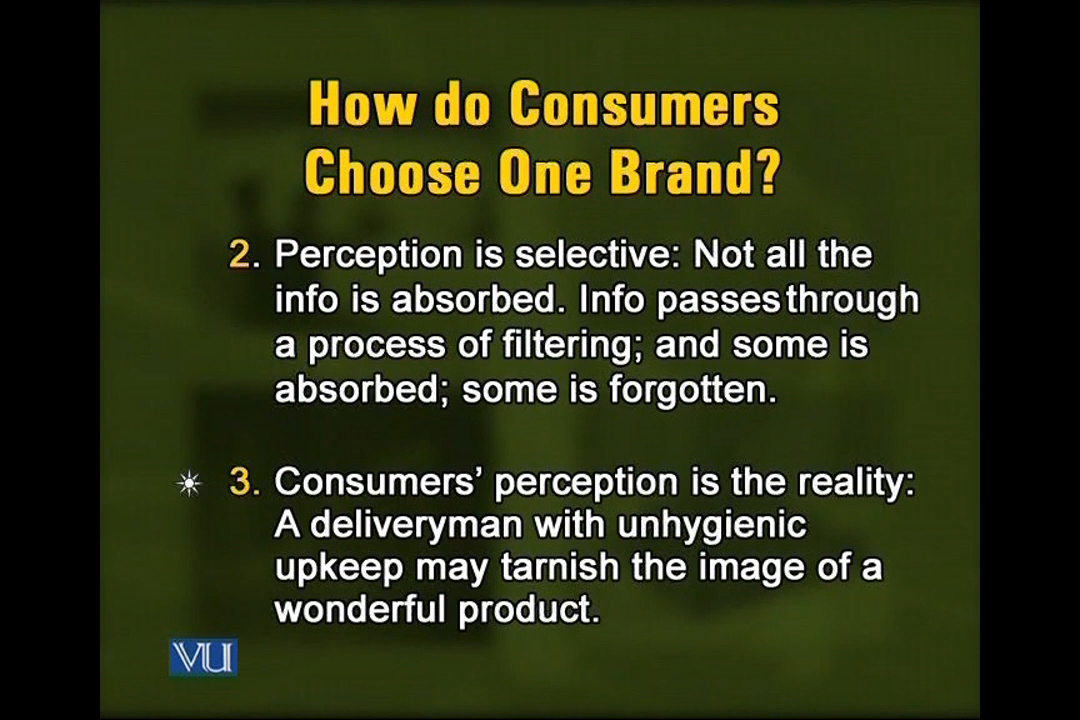 How do Consumers
Choose One Brand?
2. Perception is selective: Not all the
info is absorbed. Info passes through
a process of filtering; and some is
absorbed; some is forgotten.
3. Consumers’ perception is the reality:
A deliveryman with unhygienic
upkeep may tarnish the image of a
wonderful product.
VU